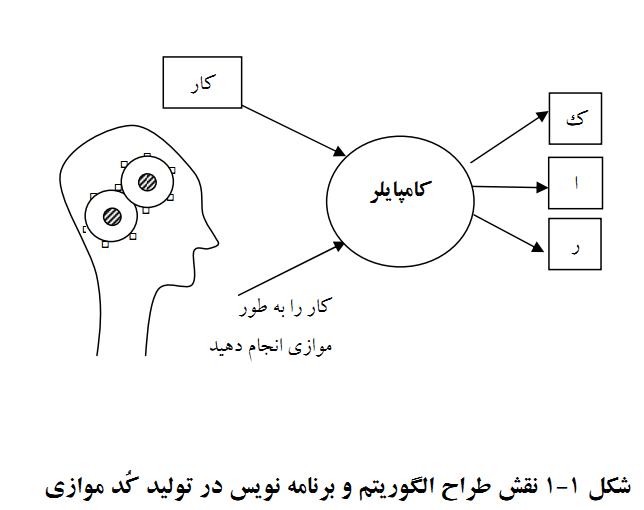 کار
کامپایلر
ک
ا
ر
کار را به طور
موازی انجام دهید
شکل ۱-۱ نقش طراح الگوریتم و برنامه نویس در تولید کُد موازی